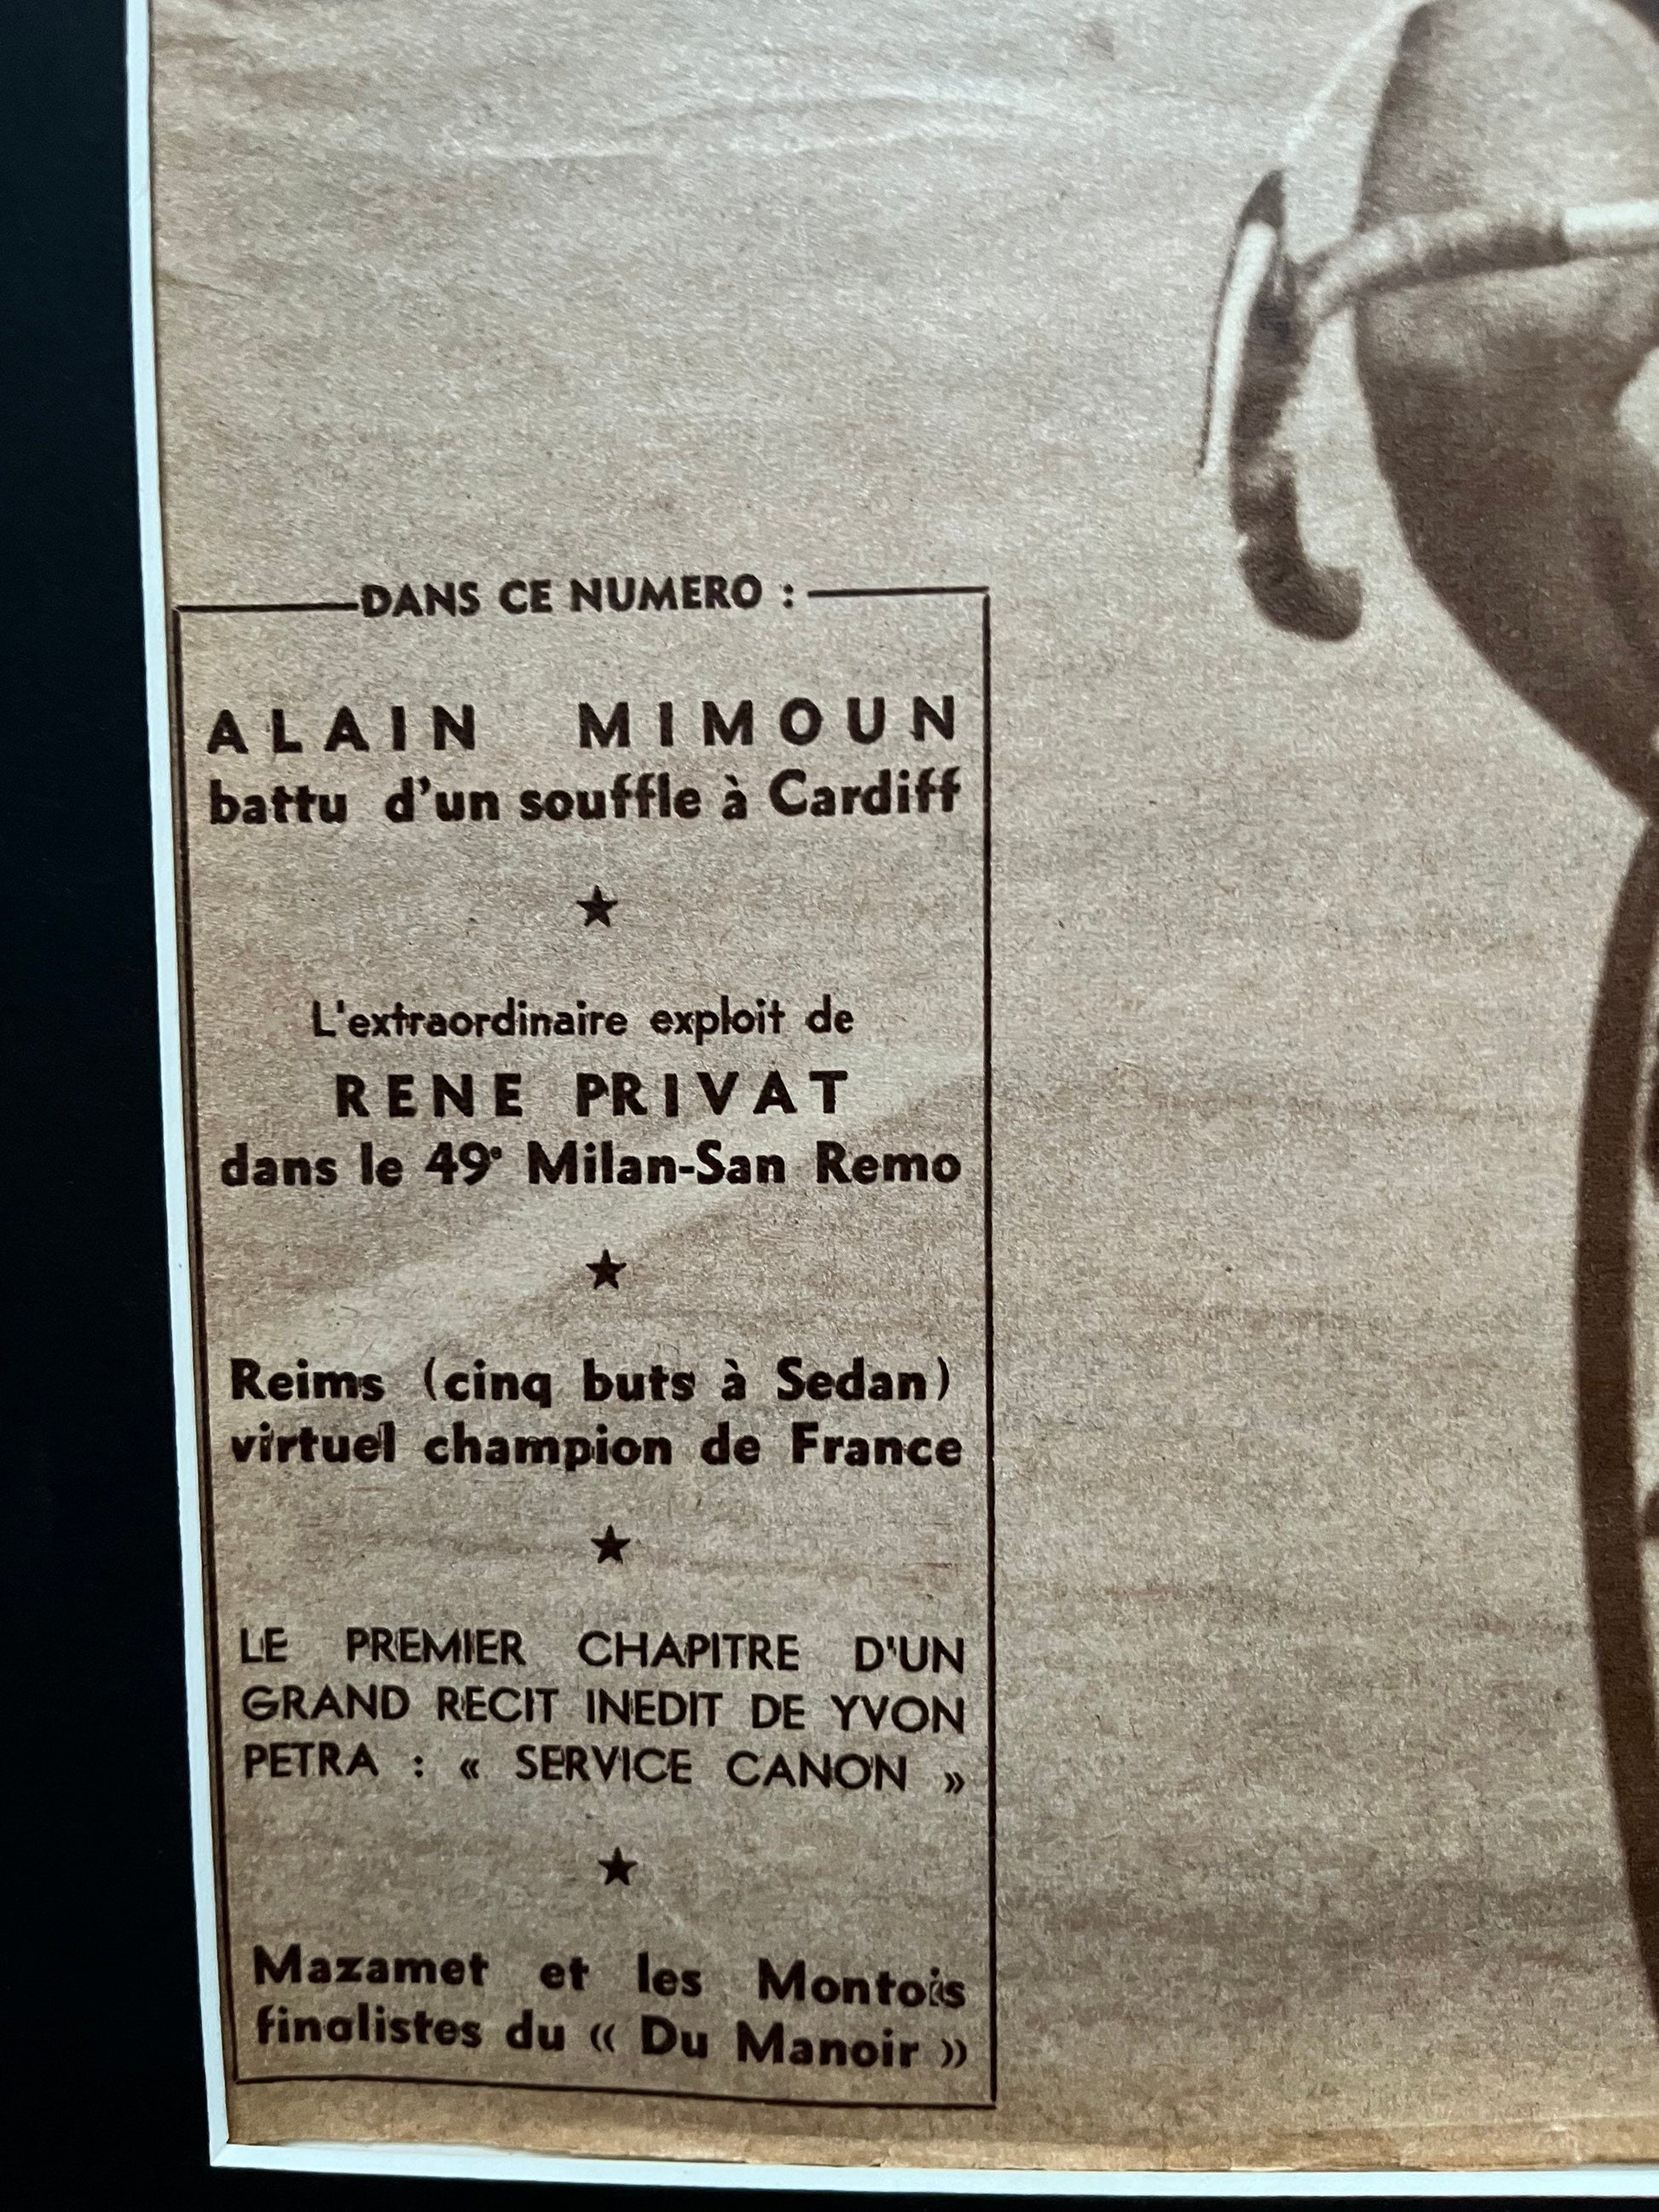 DANS CE NUMERO :
ALAIN MIMOUN
battu d'un souffle à Cardiff
★
L'extraordinaire exploit de
RENE PRIVAT
dans le 49e Milan-San Remo
★
Reims (cinq buts à Sedan)
virtuel champion de France
★
LE PREMIER CHAPITRE D'UN
GRAND RECIT INEDIT DE YVON
PETRA : « SERVICE CANON »
★
Mazamet et les Montois
finalistes du « Du Manoir »